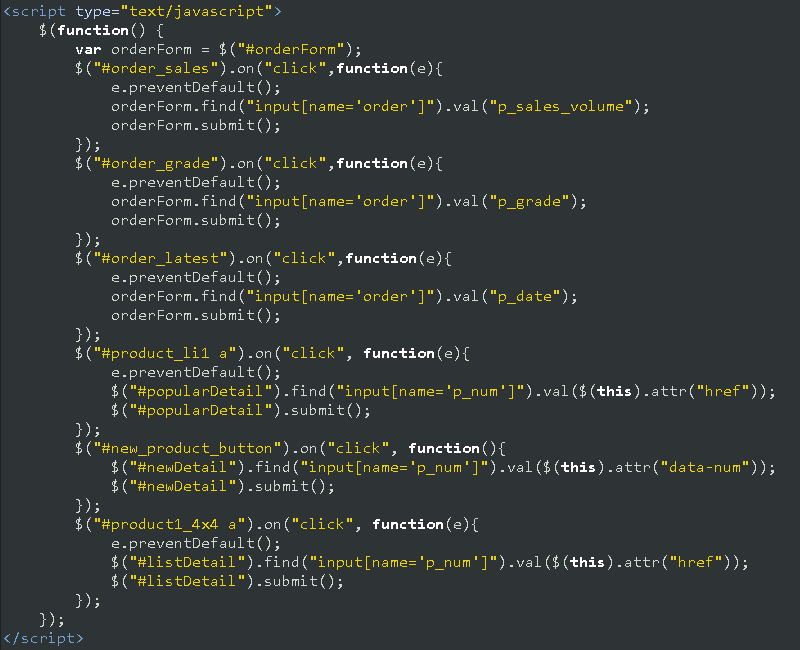 <script type="text/javascript">
    $(function() {
        var orderForm = $("#orderForm");
        $("#order_sales").on("click",function(e){
            e.preventDefault();
            orderForm.find("input[name='order']").val("p_sales_volume");
            orderForm.submit();
        });
        $("#order_grade").on("click",function(e){
            e.preventDefault();
            orderForm.find("input[name='order']").val("p_grade");
            orderForm.submit();
        });
        $("#order_latest").on("click",function(e){
            e.preventDefault();
            orderForm.find("input[name='order']").val("p_date");
            orderForm.submit();
        });
        $("#product_li1 a").on("click", function(e){
            e.preventDefault();
            $("#popularDetail").find("input[name='p_num']").val($(this).attr("href"));
            $("#popularDetail").submit();
        });
        $("#new_product_button").on("click", function(){
            $("#newDetail").find("input[name='p_num']").val($(this).attr("data-num"));
            $("#newDetail").submit();
        });
        $("#product1_4x4 a").on("click", function(e){
            e.preventDefault();
            $("#listDetail").find("input[name='p_num']").val($(this).attr("href"));
            $("#listDetail").submit();
        });
    });
</script>